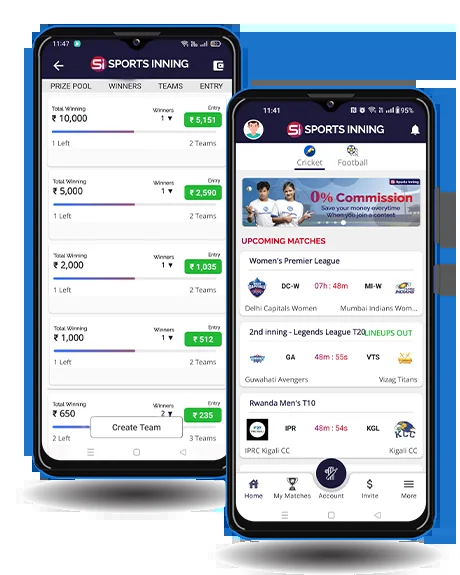 11:47
SPORTS INNING
PRIZE POOL WINNERS TEAMS ENTRY
Total Winning Winners Entry
₹ 10,000 1 ▼ ₹ 5,151
1 Left 2 Teams
Total Winning Winners Entry
₹ 5,000 1 ▼ ₹ 2,590
1 Left 2 Teams
Total Winning Winners Entry
₹ 2,000 1 ▼ ₹ 1,035
1 Left 2 Teams
Total Winning Winners Entry
₹ 1,000 1 ▼ ₹ 512
1 Left 2 Teams
Total Winning Winners Entry
₹ 650 2 ▼ ₹ 235
Create Team
2 Left 3 Teams
11:41 95%
Si SPORTS INNING
Cricket Football
Sports Inning
0% Commission
Save your money everytime
When you join a contest
UPCOMING MATCHES
Women's Premier League
DC-W 07h : 48m MI-W
Delhi Capitals Women Mumbai Indians Wom...
2nd inning - Legends League T20 LINEUPS OUT
GA 48m : 55s VTS
Guwahati Avengers Vizag Titans
Rwanda Men's T10
IPR 48m : 54s KGL
KCC
IPRC Kigali CC Kigali CC
Home My Matches Account Invite More